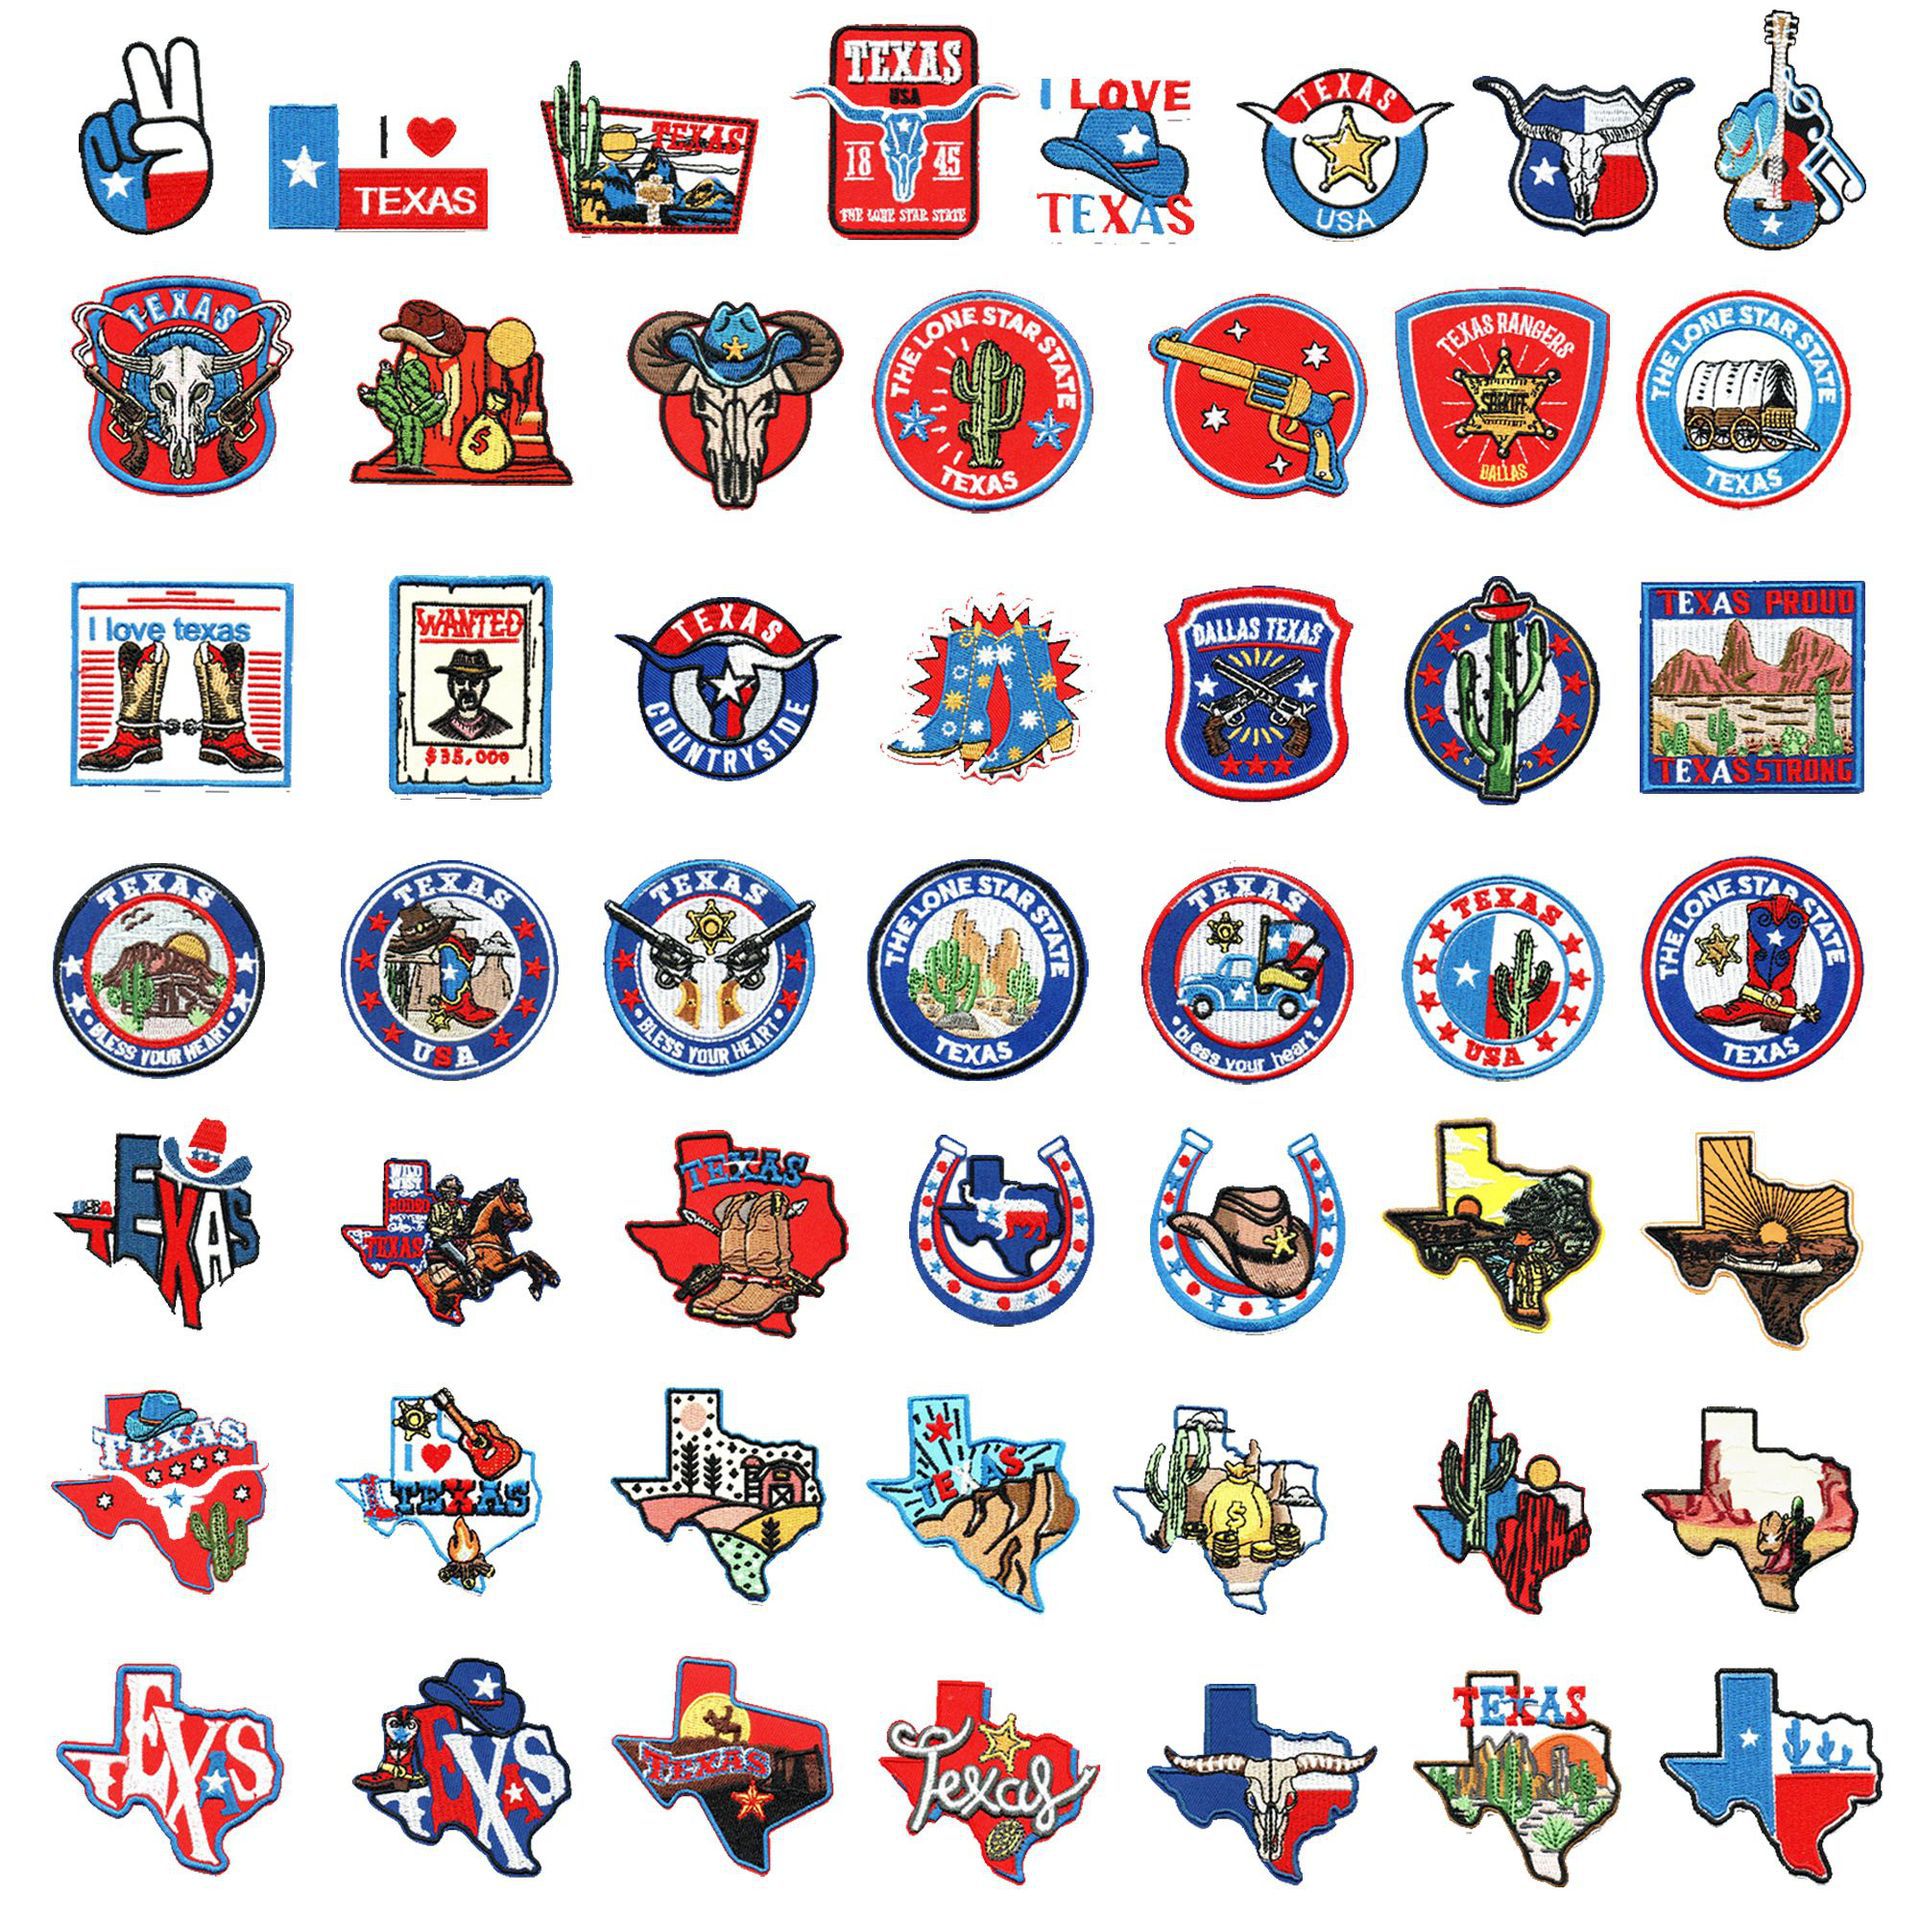 I
TEXAS
TEXAS
TEXAS
USA
18 45
THE LONE STAR STATE
I LOVE
TEXAS
TEXAS
USA
TEXAS
$
THE LONE STAR STATE
TEXAS
TEXAS RANGERS
SHERIFF
DALLAS
THE LONE STAR STATE
TEXAS
I love texas
WANTED
$35,000
TEXAS
COUNTRYSIDE
DALLAS TEXAS
TEXAS PROUD
TEXAS STRONG
TEXAS
BLESS YOUR HEART
TEXAS
USA
TEXAS
BLESS YOUR HEART
THE LONE STAR STATE
TEXAS
TEXAS
bless your heart
TEXAS
USA
THE LONE STAR STATE
TEXAS
USA
TEXAS
WILD
WEST
RODEO
TEXAS
TEXAS
TEXAS
I
TEXAS
TEXAS
$
TEXAS
TEXAS
TEXAS
Texas
TEXAS